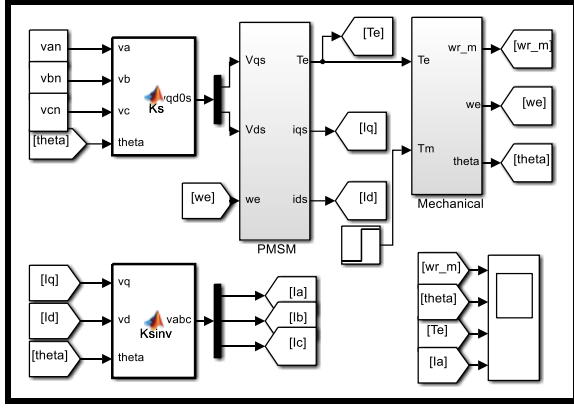 van
vbn
vcn
[theta]
va
vb
vc
theta
Ks
vqd0s
Vqs
Vds
we
Te
iqs
ids
PMSM
[we]
[Te]
[Iq]
[Id]
Te
Tm
wr_m
we
theta
Mechanical
[wr_m]
[we]
[theta]
[Iq]
[Id]
[theta]
vq
vd
theta
Ksinv
vabc
[Ia]
[Ib]
[Ic]
[wr_m]
[theta]
[Te]
[Ia]